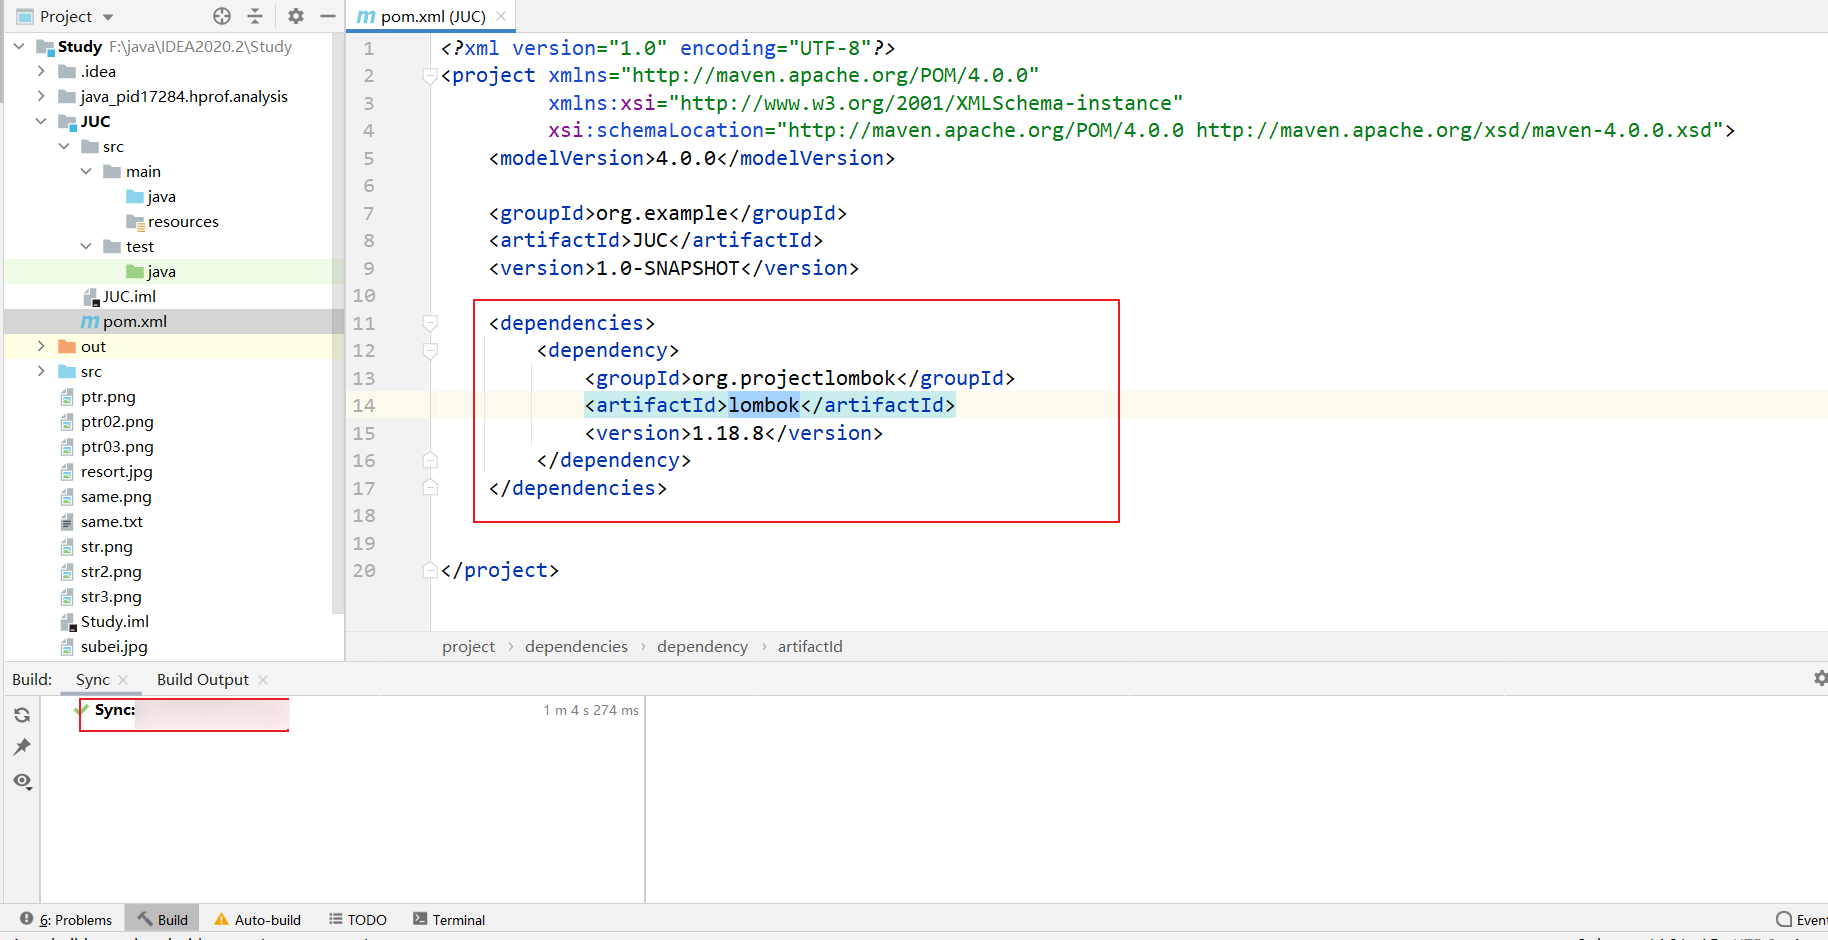 Project
pom.xml (JUC)
Study F:\java\IDEA2020.2\Study
.idea
java_pid17284.hprof.analysis
JUC
src
main
java
resources
test
java
JUC.iml
pom.xml
out
src
ptr.png
ptr02.png
ptr03.png
resort.jpg
same.png
same.txt
str.png
str2.png
str3.png
Study.iml
subei.jpg
1 <?xml version="1.0" encoding="UTF-8"?>
2 <project xmlns="http://maven.apache.org/POM/4.0.0"
3 xmlns:xsi="http://www.w3.org/2001/XMLSchema-instance"
4 xsi:schemaLocation="http://maven.apache.org/POM/4.0.0 http://maven.apache.org/xsd/maven-4.0.0.xsd">
5 <modelVersion>4.0.0</modelVersion>
6
7 <groupId>org.example</groupId>
8 <artifactId>JUC</artifactId>
9 <version>1.0-SNAPSHOT</version>
10
11 <dependencies>
12 <dependency>
13 <groupId>org.projectlombok</groupId>
14 <artifactId>lombok</artifactId>
15 <version>1.18.8</version>
16 </dependency>
17 </dependencies>
18
19
20 </project>
project › dependencies › dependency › artifactId
Build: Sync Build Output
Sync: 1 m 4 s 274 ms
6: Problems Build Auto-build TODO Terminal Event